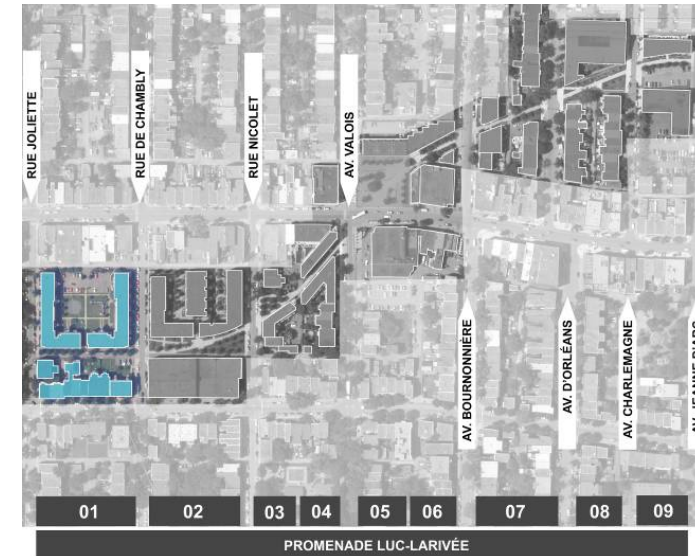 RUE JOLIETTE
RUE DE CHAMBLY
RUE NICOLET
AV. VALOIS
AV. BOURNONNIÈRE
AV. D'ORLÉANS
AV. CHARLEMAGNE
01
02
03
04
05
06
07
08
09
PROMENADE LUC-LARIVÉE